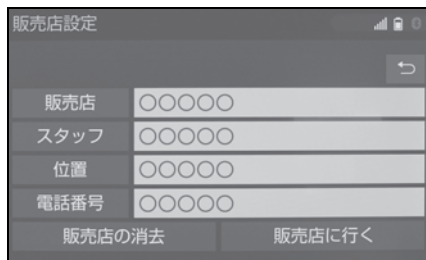 販売店設定
販売店 ○○○○○
スタッフ ○○○○○
位置 ○○○○○
電話番号 ○○○○○
販売店の消去 販売店に行く